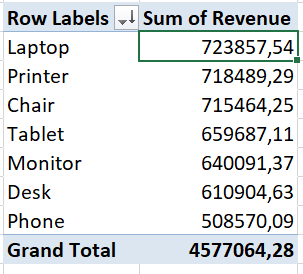 Row Labels Sum of Revenue
Laptop 723857,54
Printer 718489,29
Chair 715464,25
Tablet 659687,11
Monitor 640091,37
Desk 610904,63
Phone 508570,09
Grand Total 4577064,28